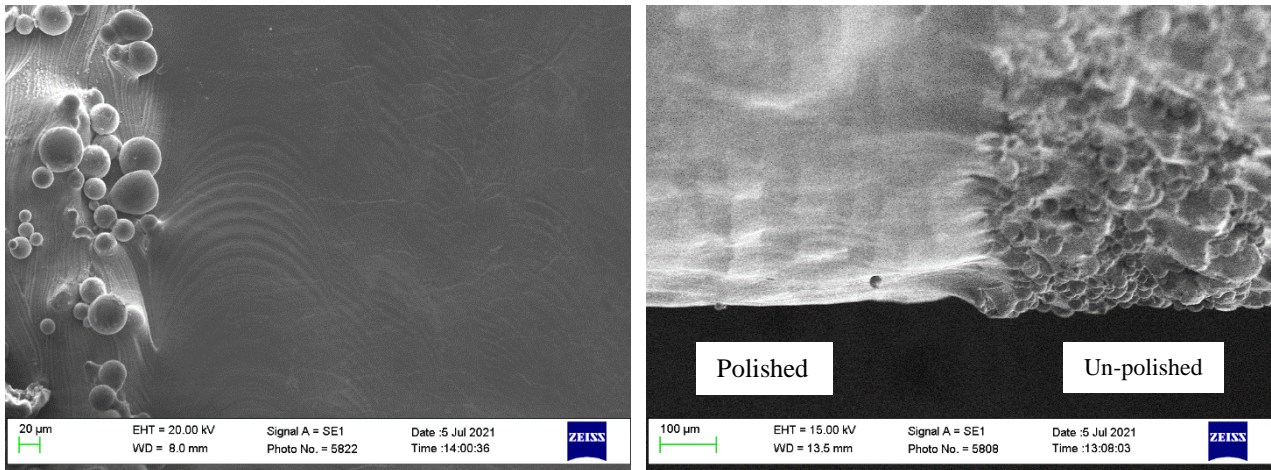 20 µm
EHT = 20.00 kV
Signal A = SE1
Date :5 Jul 2021
WD = 8.0 mm
Photo No. = 5822
Time :14:00:36
ZEISS
Polished
Un-polished
100 µm
EHT = 15.00 kV
Signal A = SE1
Date :5 Jul 2021
WD = 13.5 mm
Photo No. = 5808
Time :13:08:03
ZEISS